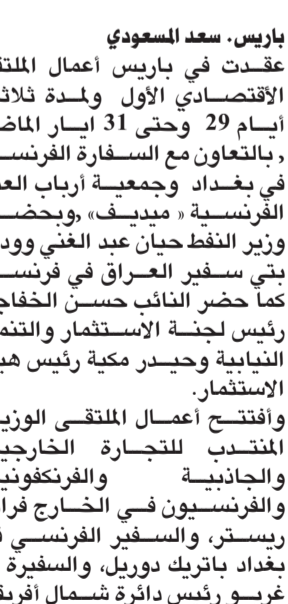 باريس. سعد المسعودي
عقدت في باريس أعمال الملتق
الأقتصادي الأول ولمدة ثلاثة
أيام 29 وحتى 31 ايار الماض
, بالتعاون مع السفارة الفرنس
في بغداد وجمعية أرباب العم
الفرنسية « ميديف» ,وبحض
وزير النفط حيان عبد الغني وود
بتي سفير العراق في فرنس
كما حضر النائب حسن الخفاج
رئيس لجنة الاستثمار والتنم
النيابية وحيدر مكية رئيس هي
الاستثمار.
وأفتتح أعمال الملتقى الوزي
المنتدب للتجارة الخارجي
والجاذبية والفرنكفوني
والفرنسيون في الخارج فرا
ريستر، والسفير الفرنسي ف
بغداد باتريك دوريل، والسفيرة
غريو رئيس دائرة شمال أفريق